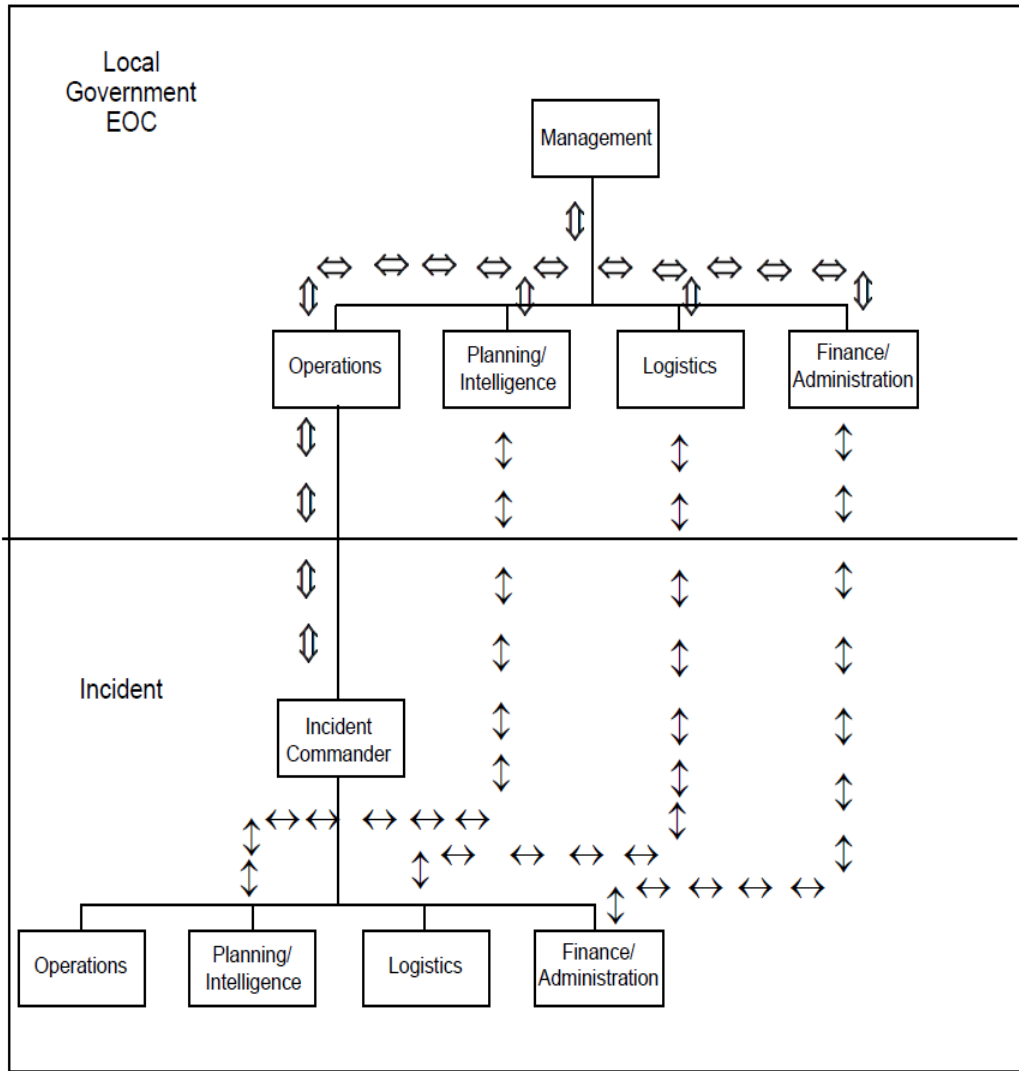 Local
Government
EOC
Management
Operations
Planning/
Intelligence
Logistics
Finance/
Administration
Incident
Incident
Commander
Operations
Planning/
Intelligence
Logistics
Finance/
Administration